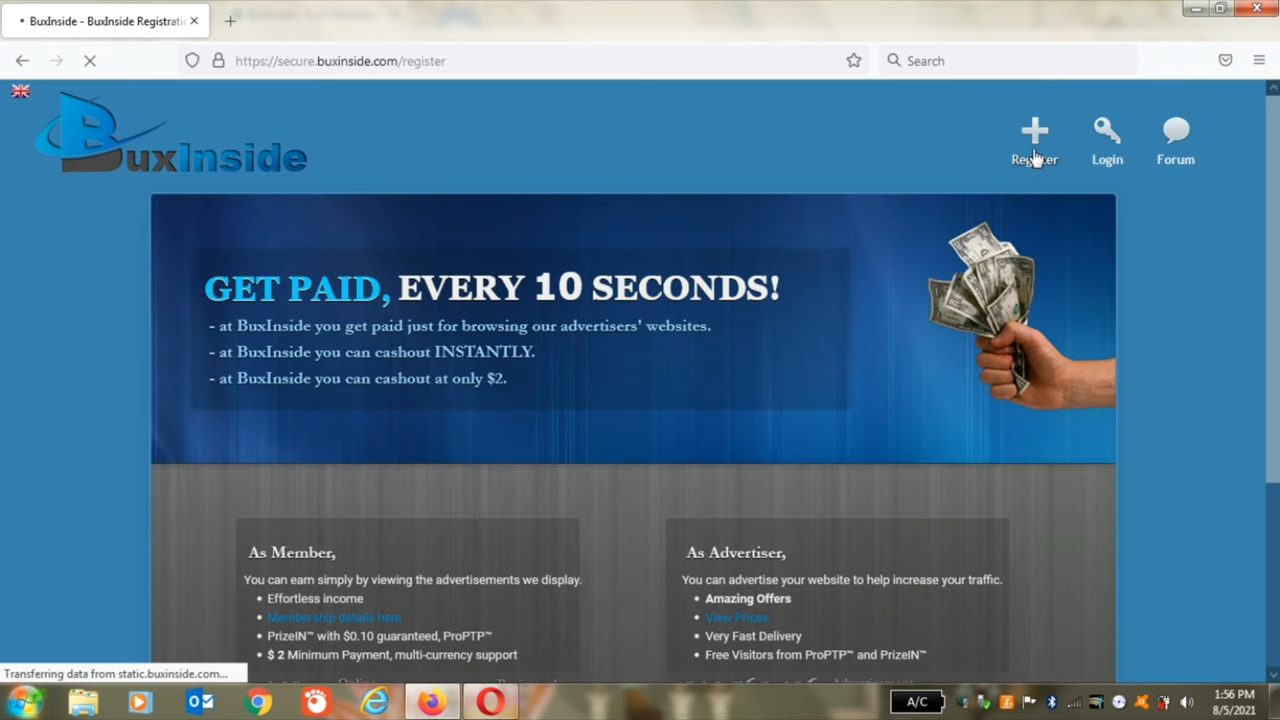 BuxInside - BuxInside Registratio
https://secure.buxinside.com/register
Search
BuxInside
Register
Login
Forum
GET PAID, EVERY 10 SECONDS!
- at BuxInside you get paid just for browsing our advertisers' websites.
- at BuxInside you can cashout INSTANTLY.
- at BuxInside you can cashout at only $2.
As Member,
You can earn simply by viewing the advertisements we display.
• Effortless income
• Membership details here
• PrizeIN™ with $0.10 guaranteed, ProPTP™
• $ 2 Minimum Payment, multi-currency support
As Advertiser,
You can advertise your website to help increase your traffic.
• Amazing Offers
• View Prices
• Very Fast Delivery
• Free Visitors from ProPTP™ and PrizeIN™
Online
Transferring data from static.buxinside.com...
A/C
1:56 PM
8/5/2021